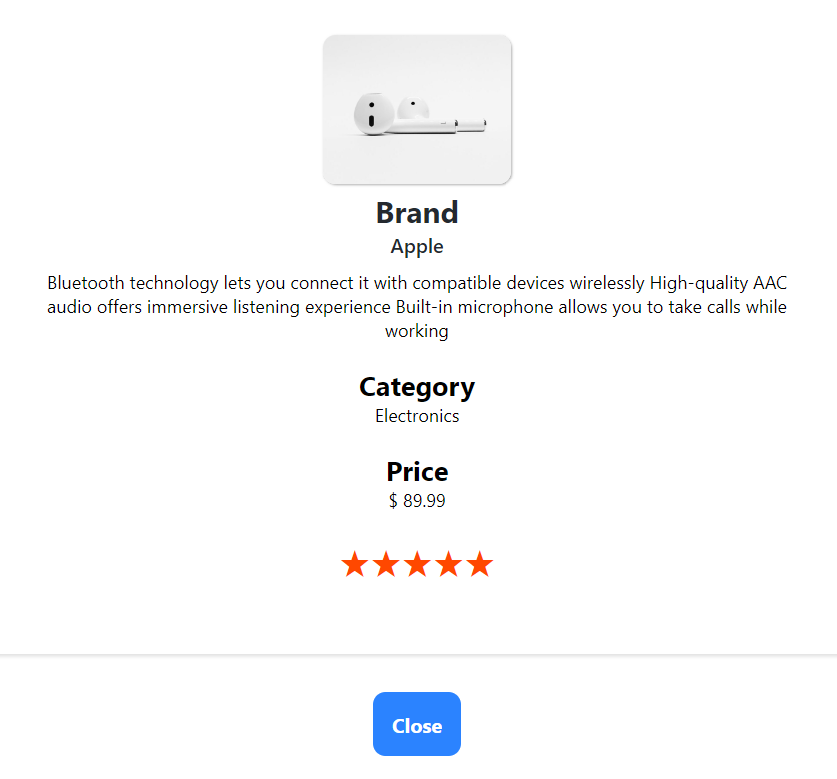 Brand
Apple
Bluetooth technology lets you connect it with compatible devices wirelessly High-quality AAC
audio offers immersive listening experience Built-in microphone allows you to take calls while
working
Category
Electronics
Price
$ 89.99
★★★★★
Close